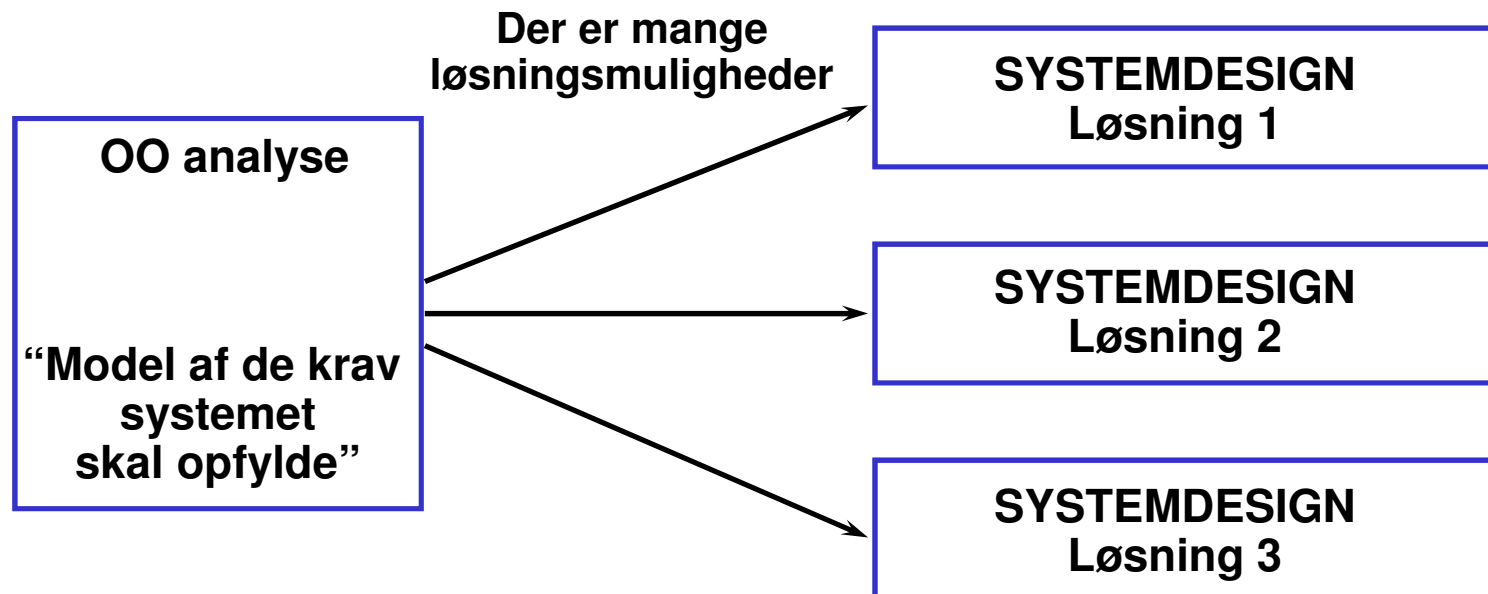 Der er mange
løsningsmuligheder
OO analyse
“Model af de krav
systemet
skal opfylde”
SYSTEMDESIGN
Løsning 1
SYSTEMDESIGN
Løsning 2
SYSTEMDESIGN
Løsning 3